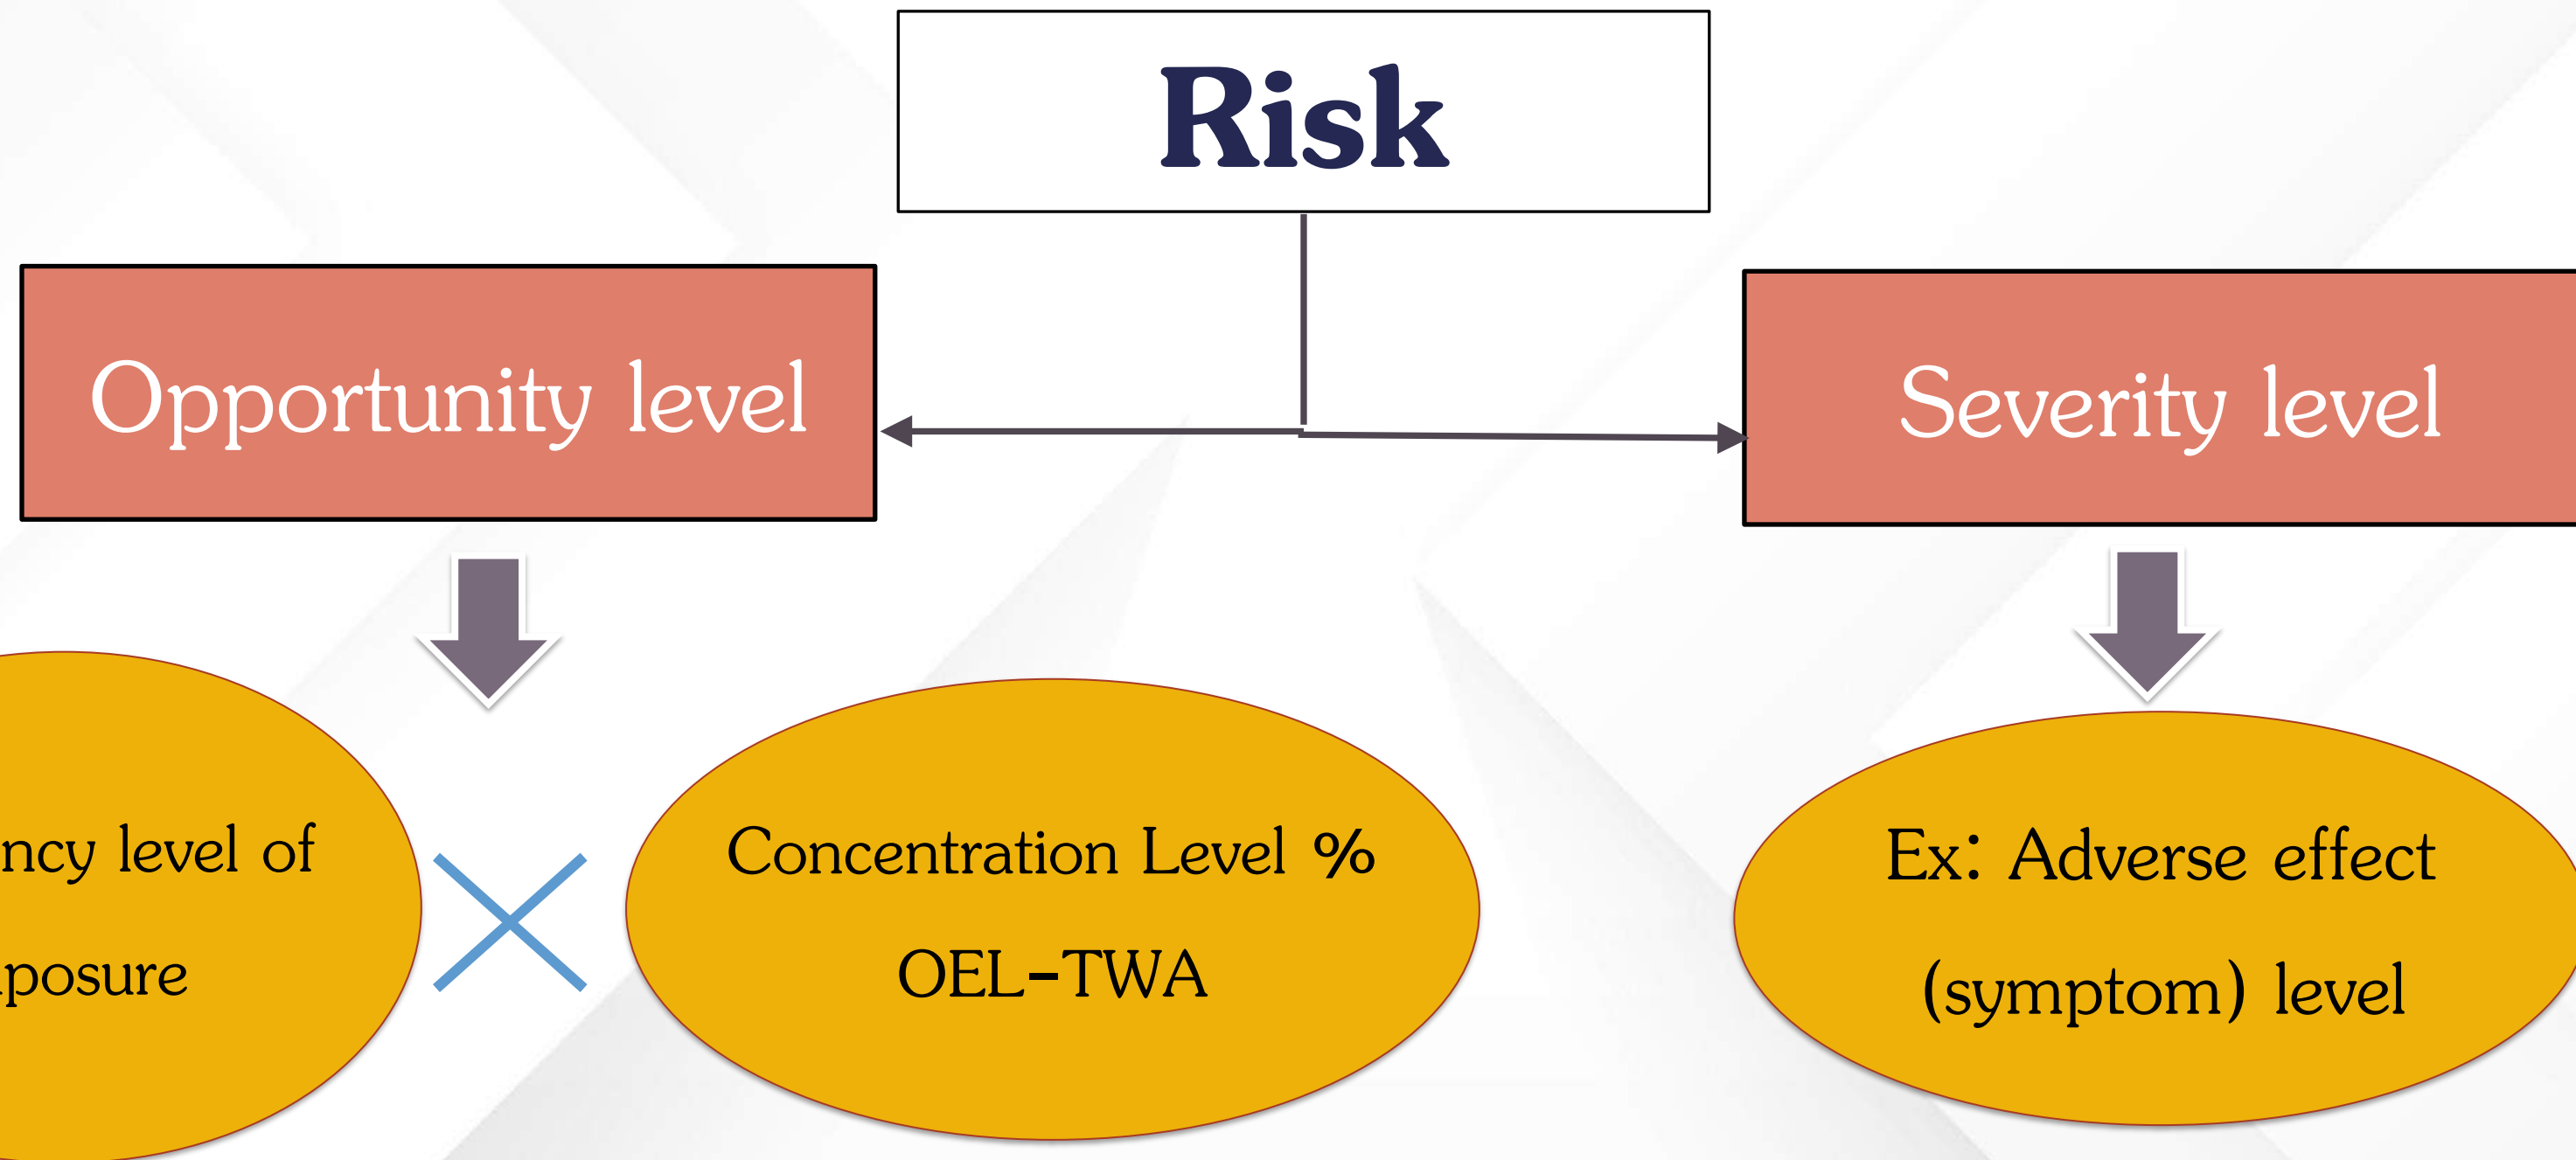 Risk
Opportunity level
Severity level
ncy level of
posure
Concentration Level %
OEL-TWA
Ex: Adverse effect
(symptom) level